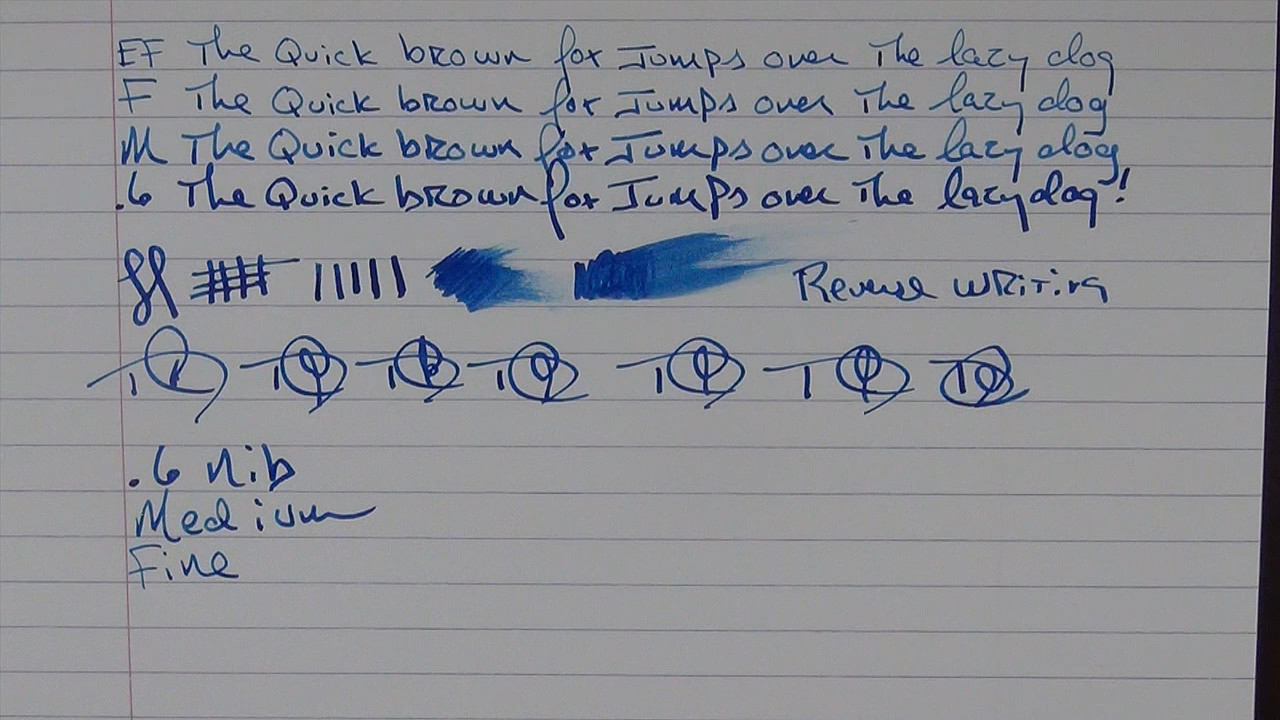 EF The Quick brown fox Jumps over The lazy dog
F The Quick brown fox Jumps over The lazy dog
M The Quick brown fox Jumps over The lazy dog
.6 The Quick brown fox Jumps over The lazy dog!
Reverse writing
.6 Nib
Medium
Fine